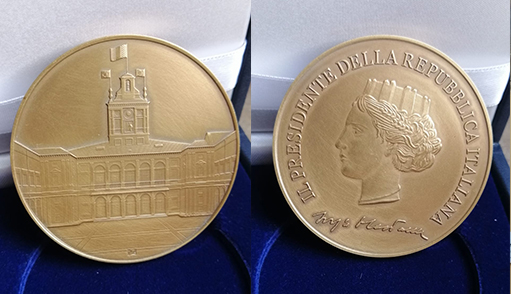 IL PRESIDENTE DELLA REPUBBLICA ITALIANA